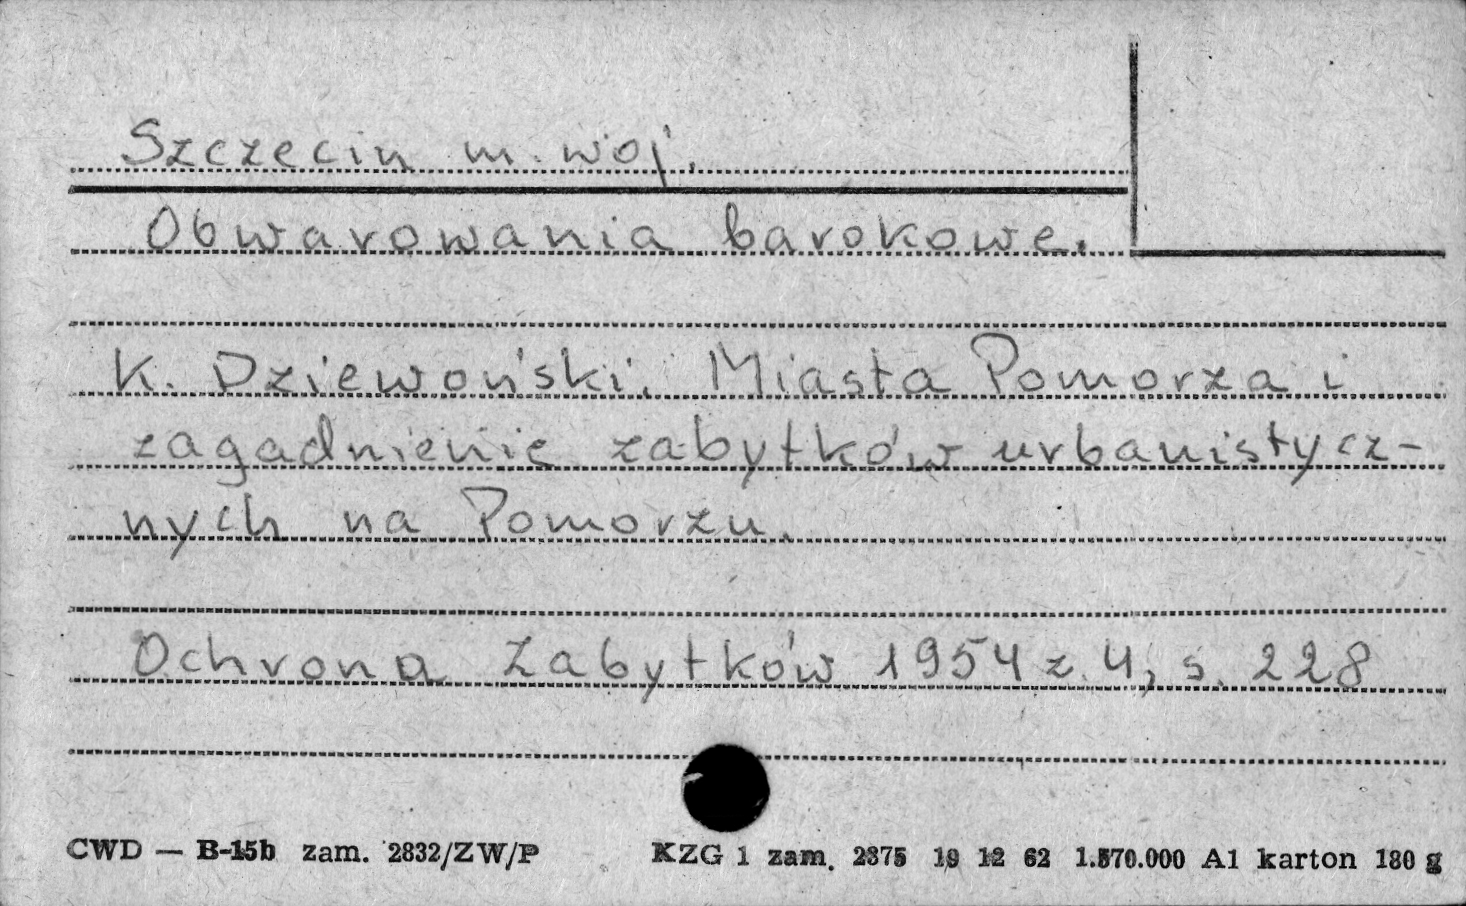 Szczecin m. woj.
Obwarowania barokowe.
K. Dziewoński. Miasta Pomorza i
zagadnienie zabytków urbanistycz-
nych na Pomorzu.
Ochrona Zabytków 1954 z. 4, s. 228
CWD — B-15b zam. 2832/ZW/P KZG 1 zam. 2375 19 12 62 1.570.000 A1 karton 180 g